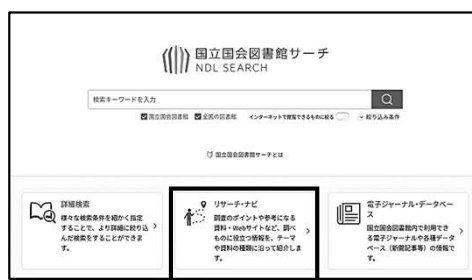 国立国会図書館サーチ
NDL SEARCH
検索キーワードを入力
国立国会図書館 全国の図書館 インターネットで閲覧できるものに絞る 絞り込み条件
国立国会図書館サーチとは
詳細検索
様々な検索条件を細かく指定
することで、より詳細に絞り込
んだ検索をすることができま
す。
リサーチ・ナビ
調査のポイントや参考になる
資料・Webサイトなど、調べ
ものに役立つ情報を、テーマ
や資料の種類に沿って紹介しま
す。
電子ジャーナル・データベー
ス
国立国会図書館内で利用でき
る電子ジャーナルや各種データ
ベース（新聞記事等）の情報で
す。